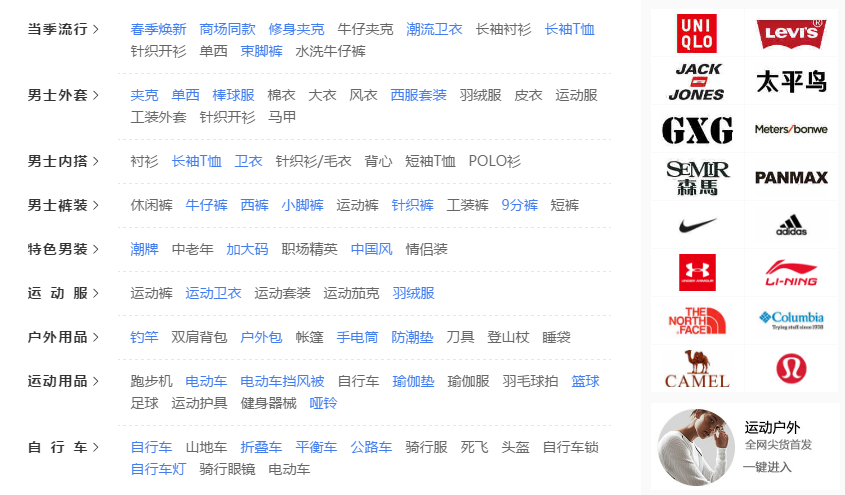 当季流行 > 春季焕新 商场同款 修身夹克 牛仔夹克 潮流卫衣 长袖衬衫 长袖T恤
针织开衫 单西 束脚裤 水洗牛仔裤
男士外套 > 夹克 单西 棒球服 棉衣 大衣 风衣 西服套装 羽绒服 皮衣 运动服
工装外套 针织开衫 马甲
男士内搭 > 衬衫 长袖T恤 卫衣 针织衫/毛衣 背心 短袖T恤 POLO衫
男士裤装 > 休闲裤 牛仔裤 西裤 小脚裤 运动裤 针织裤 工装裤 9分裤 短裤
特色男装 > 潮牌 中老年 加大码 职场精英 中国风 情侣装
运动服 > 运动裤 运动卫衣 运动套装 运动茄克 羽绒服
户外用品 > 钓竿 双肩背包 户外包 帐篷 手电筒 防潮垫 刀具 登山杖 睡袋
运动用品 > 跑步机 电动车 电动车挡风被 自行车 瑜伽垫 瑜伽服 羽毛球拍 篮球
足球 运动护具 健身器械 哑铃
自行车 > 自行车 山地车 折叠车 平衡车 公路车 骑行服 死飞 头盔 自行车锁
自行车灯 骑行眼镜 电动车
UNI
QLO
LEVI'S®
JACK
JONES
太平鸟
GXG
Meters/bonwe
SEMIR
森馬
PANMAX
adidas
UNDER ARMOUR
LI-NING
THE
NORTH
FACE
Columbia
Trying stuff since 1938
CAMEL
运动户外
全网尖货首发
一键进入